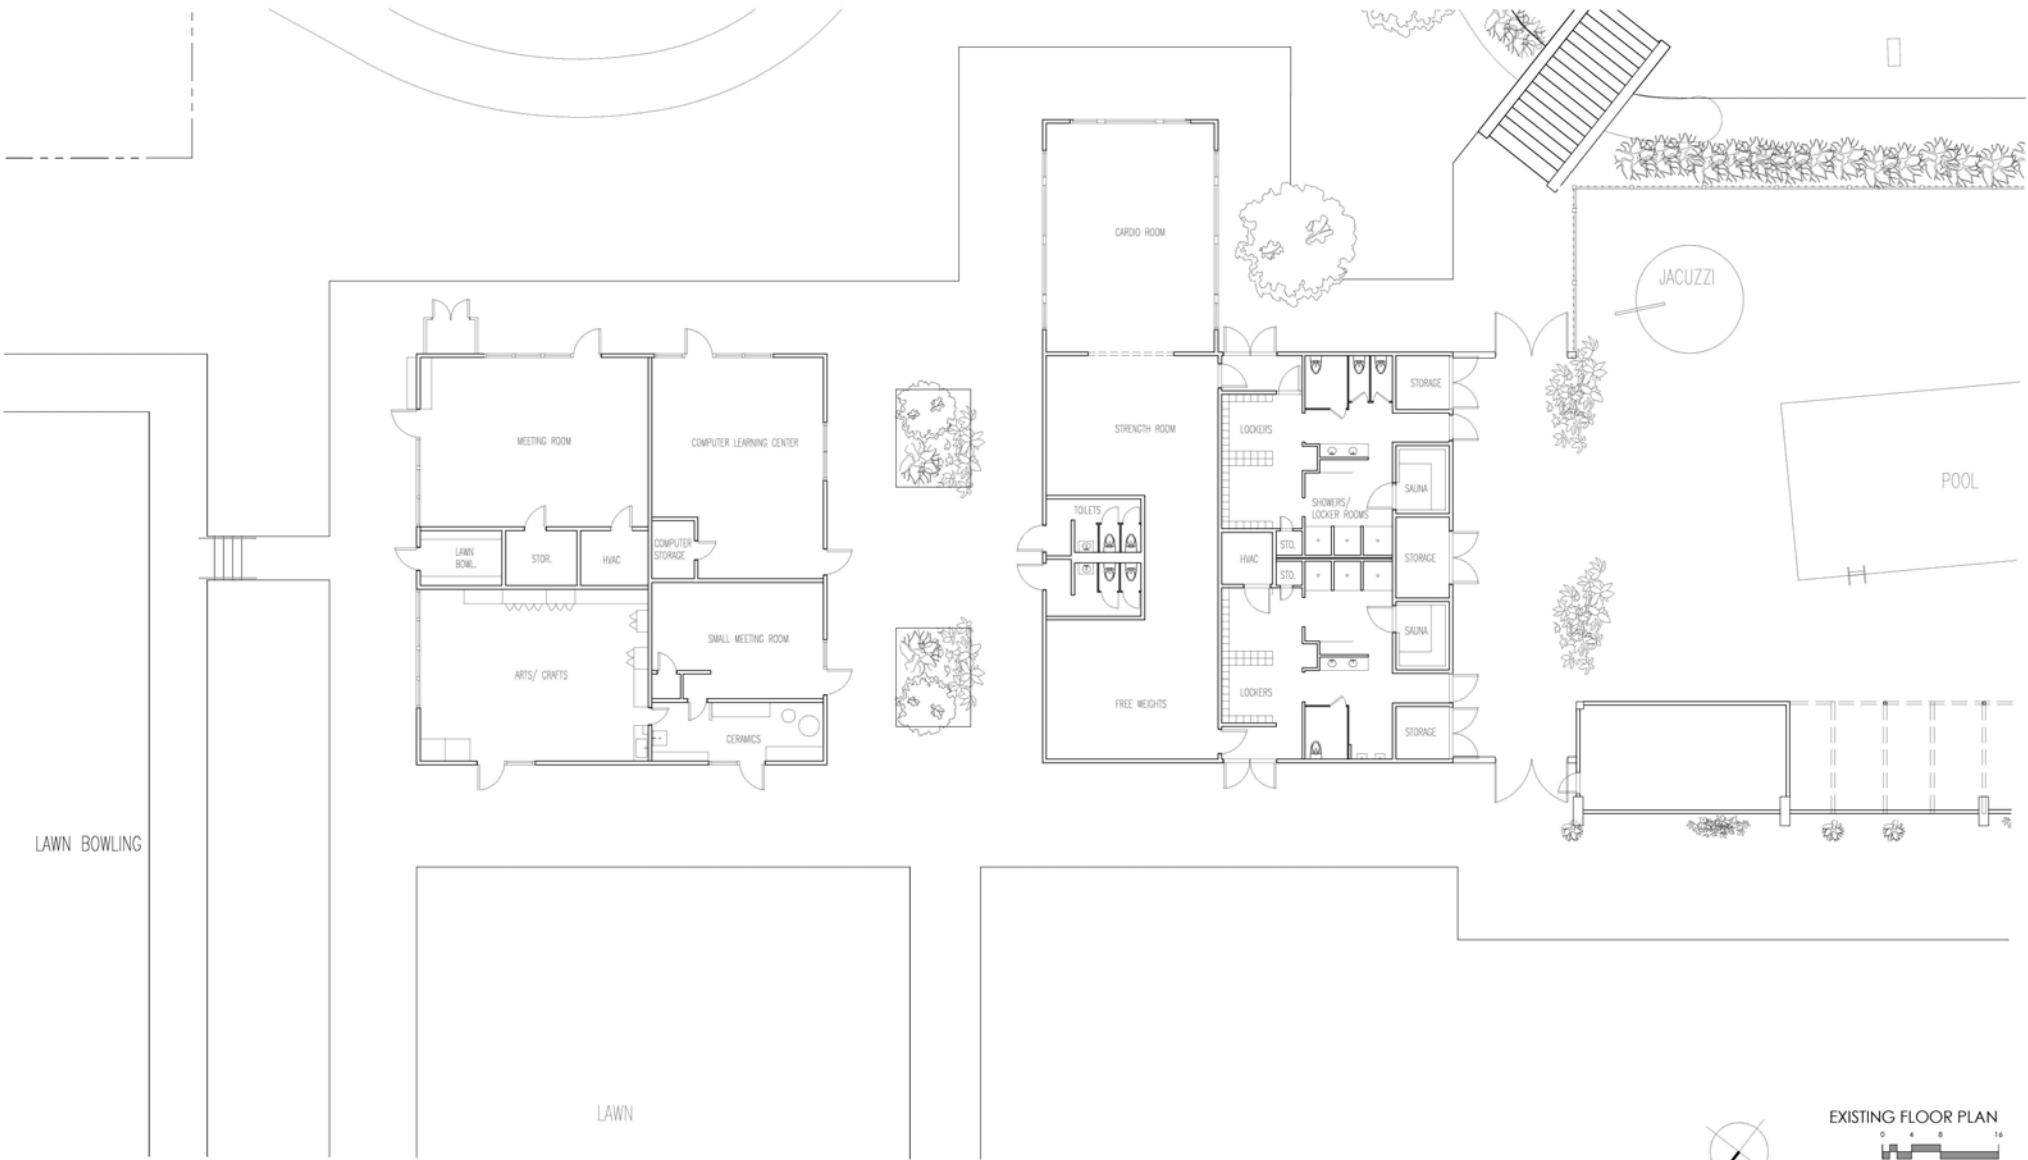 CARDIO ROOM
JACUZZI
STORAGE
MEETING ROOM
COMPUTER LEARNING CENTER
STRENGTH ROOM
LOCKERS
POOL
SAUNA
SHOWERS/
LOCKER ROOMS
TOILETS
LAWN
BOWL.
STOR.
HVAC
COMPUTER
STORAGE
HVAC
STO.
STO.
STORAGE
SMALL MEETING ROOM
SAUNA
ARTS/ CRAFTS
LOCKERS
FREE WEIGHTS
CERAMICS
STORAGE
LAWN BOWLING
LAWN
EXISTING FLOOR PLAN
0 4 8 16